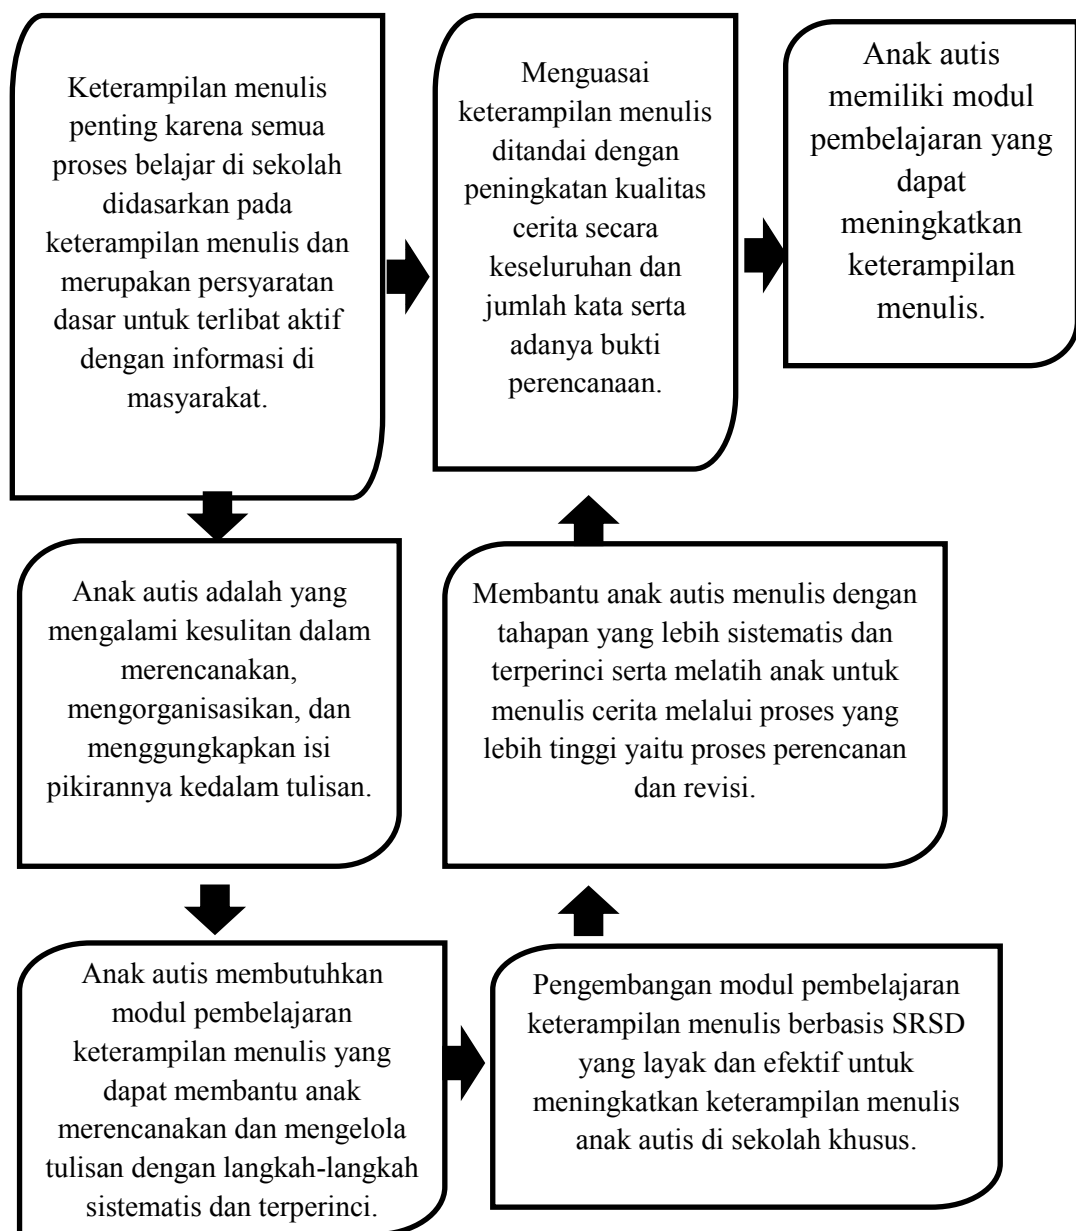 Keterampilan menulis
penting karena semua
proses belajar di sekolah
didasarkan pada
keterampilan menulis dan
merupakan persyaratan
dasar untuk terlibat aktif
dengan informasi di
masyarakat.
Menguasai
keterampilan menulis
ditandai dengan
peningkatan kualitas
cerita secara
keseluruhan dan
jumlah kata serta
adanya bukti
perencanaan.
Anak autis
memiliki modul
pembelajaran yang
dapat
meningkatkan
keterampilan
menulis.
Anak autis adalah yang
mengalami kesulitan dalam
merencanakan,
mengorganisasikan, dan
menggungkapkan isi
pikirannya kedalam tulisan.
Membantu anak autis menulis dengan
tahapan yang lebih sistematis dan
terperinci serta melatih anak untuk
menulis cerita melalui proses yang
lebih tinggi yaitu proses perencanan
dan revisi.
Anak autis membutuhkan
modul pembelajaran
keterampilan menulis yang
dapat membantu anak
merencanakan dan mengelola
tulisan dengan langkah-langkah
sistematis dan terperinci.
Pengembangan modul pembelajaran
keterampilan menulis berbasis SRSD
yang layak dan efektif untuk
meningkatkan keterampilan menulis
anak autis di sekolah khusus.